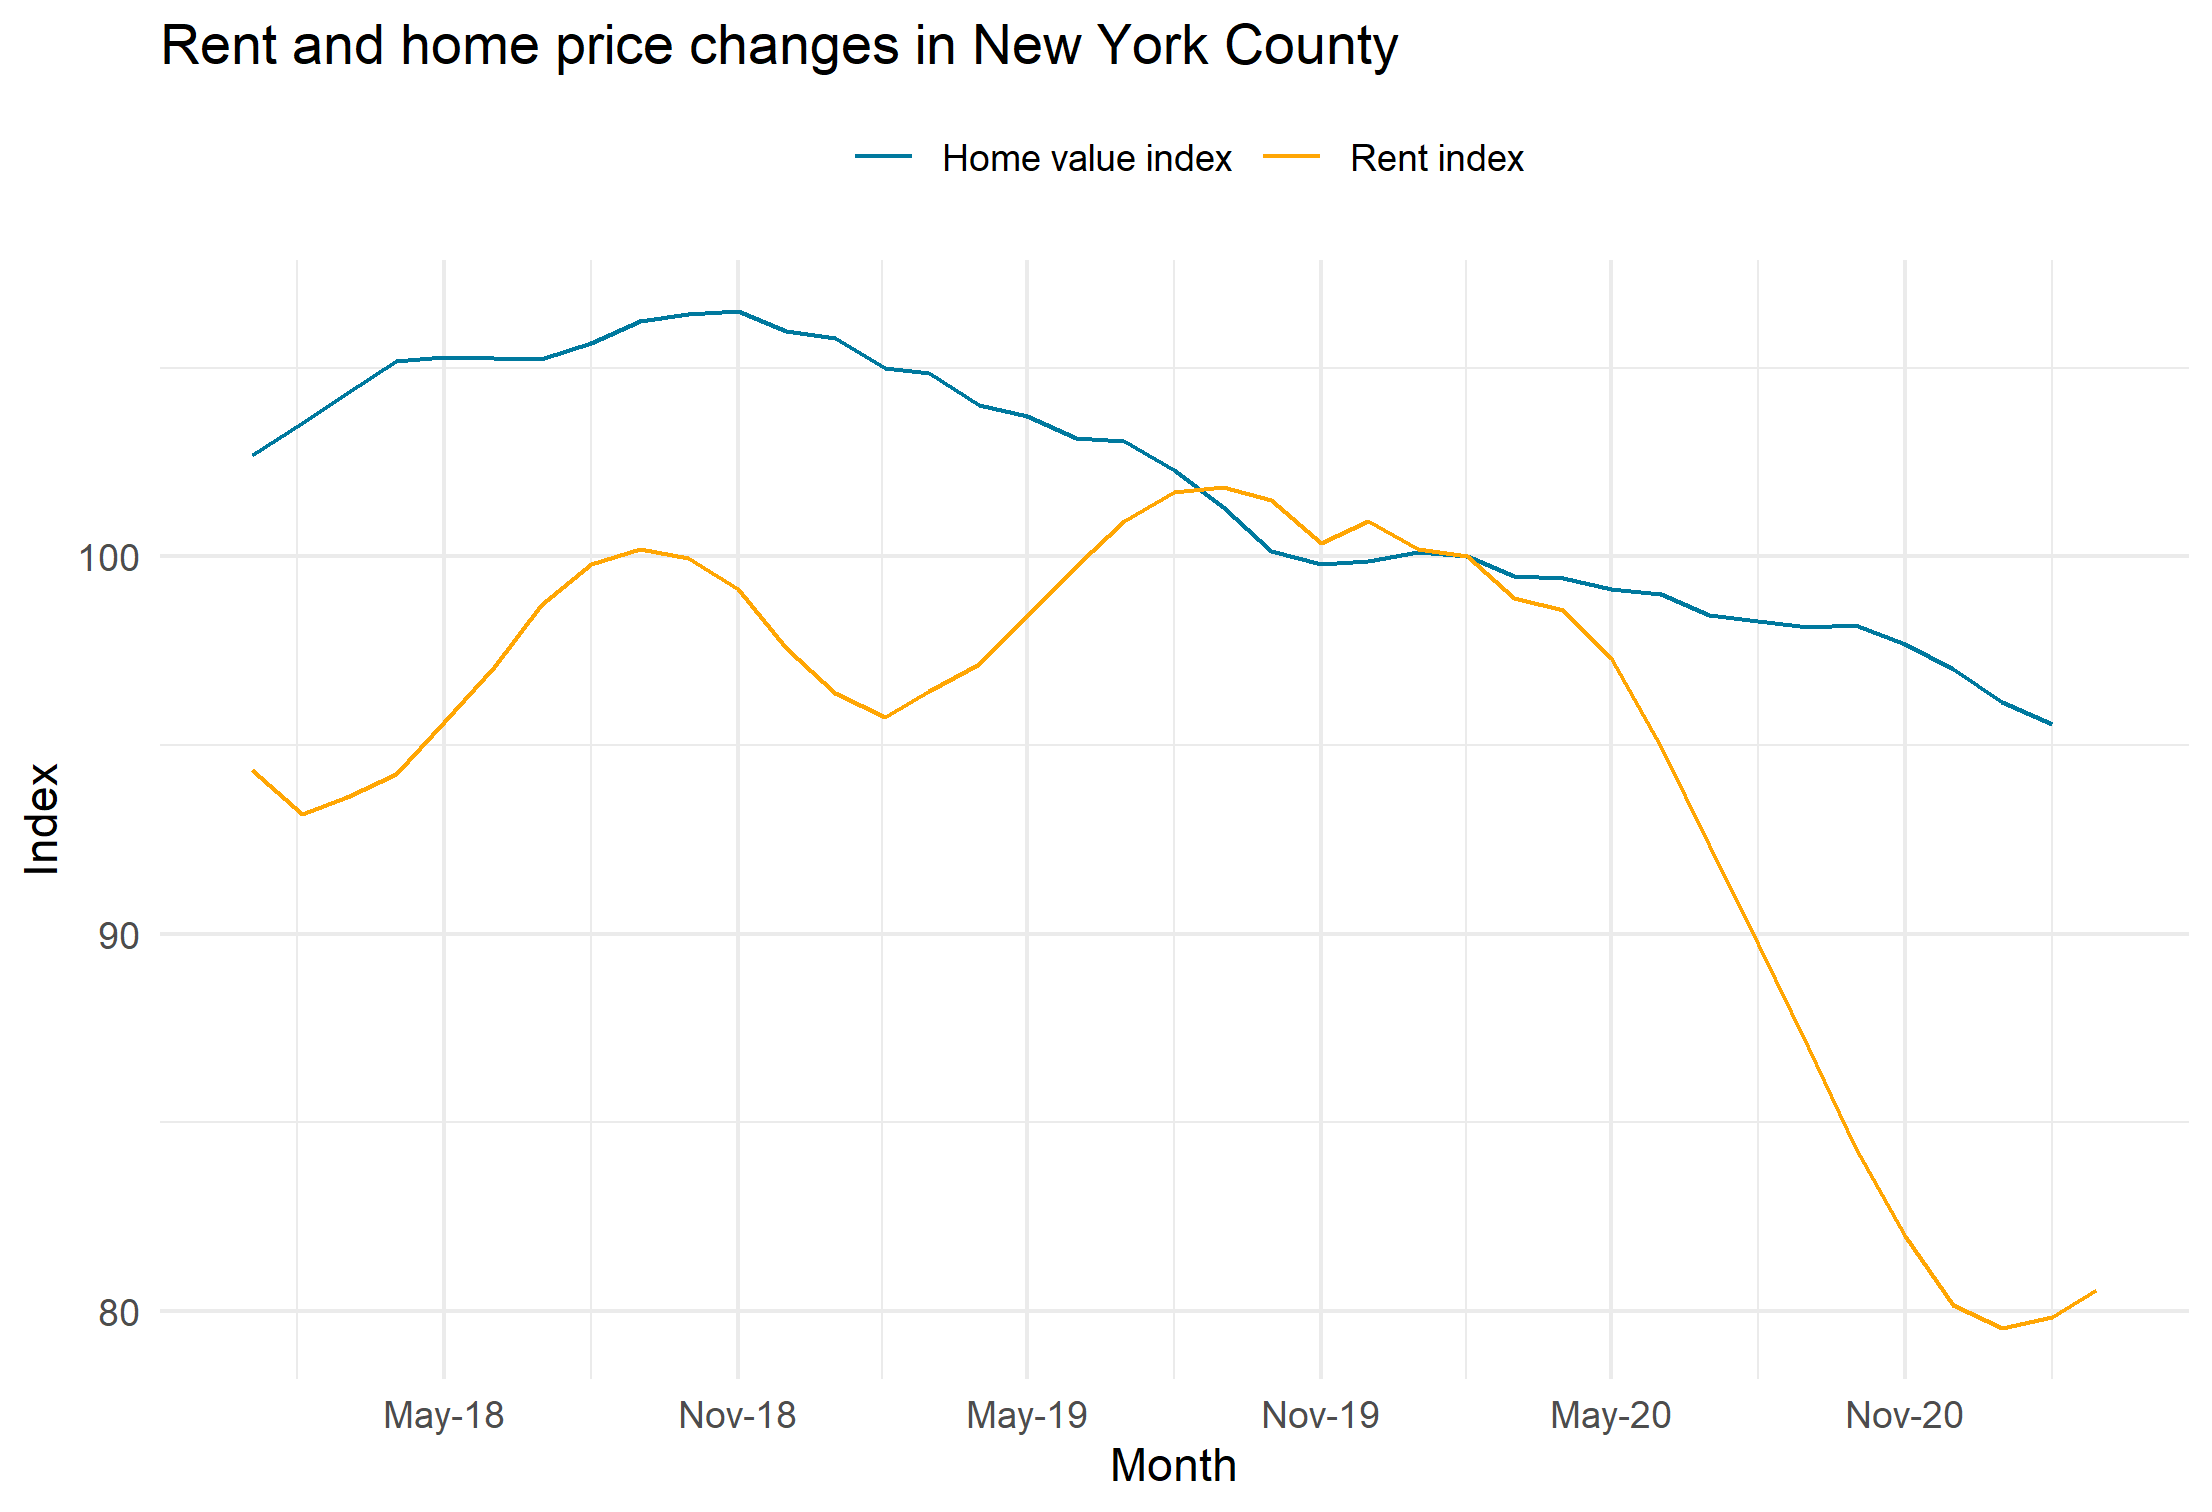 Rent and home price changes in New York County
Home value index Rent index
100
90
80
Index
May-18 Nov-18 May-19 Nov-19 May-20 Nov-20
Month